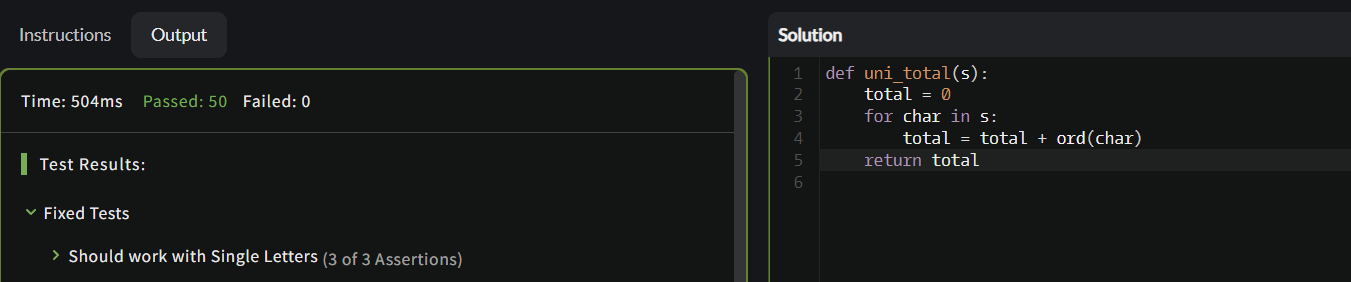 Instructions Output
Time: 504ms Passed: 50 Failed: 0
Test Results:
Fixed Tests
Should work with Single Letters (3 of 3 Assertions)
Solution
1 def uni_total(s):
2     total = 0
3     for char in s:
4         total = total + ord(char)
5     return total
6